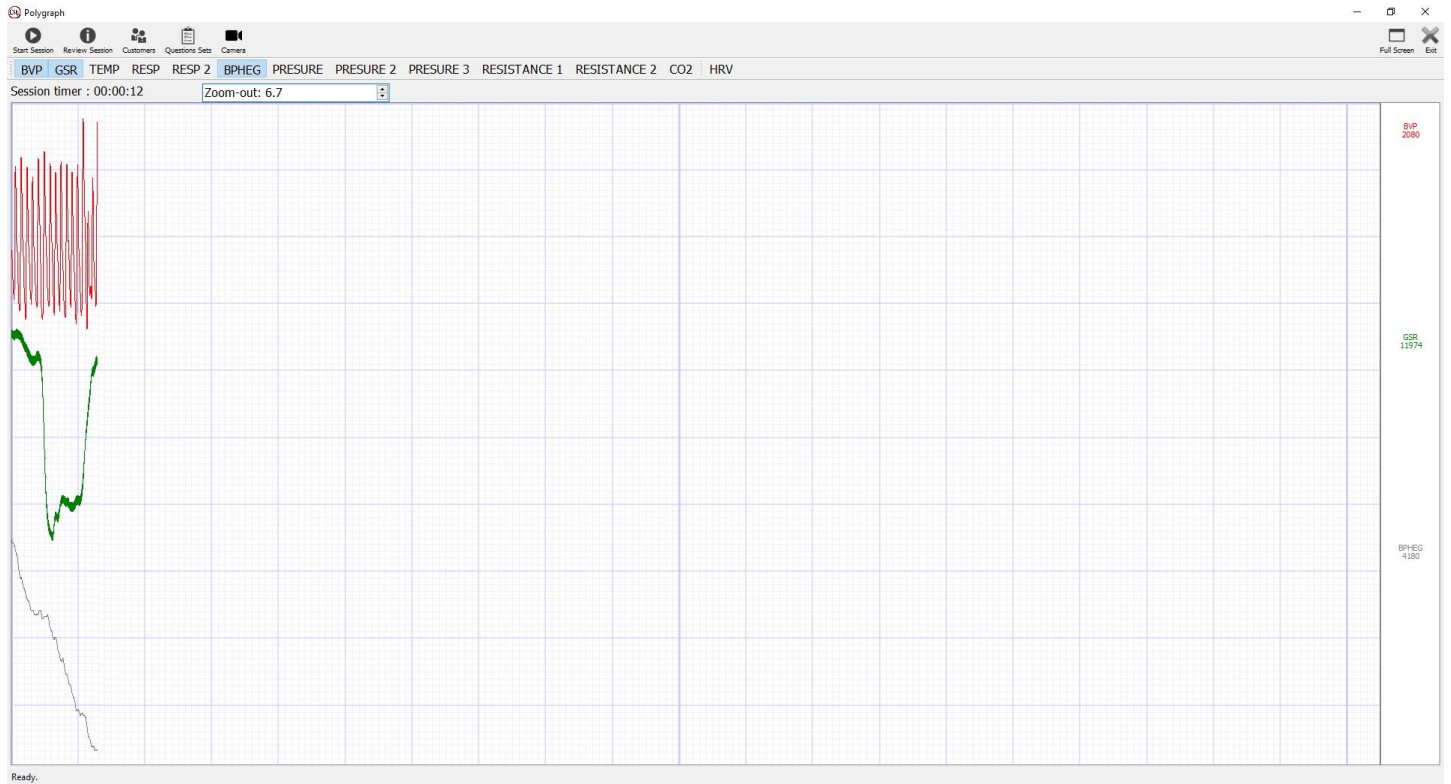 Polygraph
Start Session Review Session Customers Questions Sets Camera Full Screen Exit
BVP GSR TEMP RESP RESP 2 BPHEG PRESURE PRESURE 2 PRESURE 3 RESISTANCE 1 RESISTANCE 2 CO2 HRV
Session timer : 00:00:12 Zoom-out: 6.7
BVP
2080
GSR
11974
BPHEG
4180
Ready.